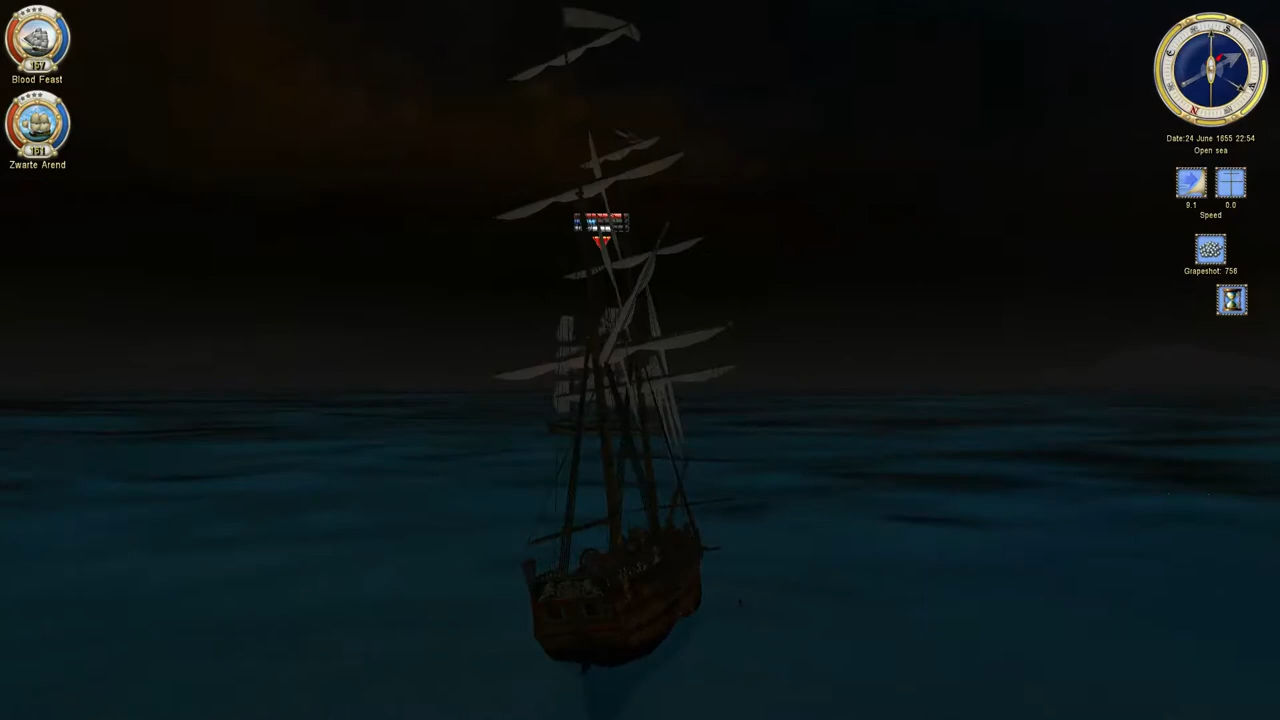 157
Blood Feast
161
Zwarte Arend
Date:24 June 1655 22:54
Open sea
9.1 0.0
Speed
Grapeshot: 756